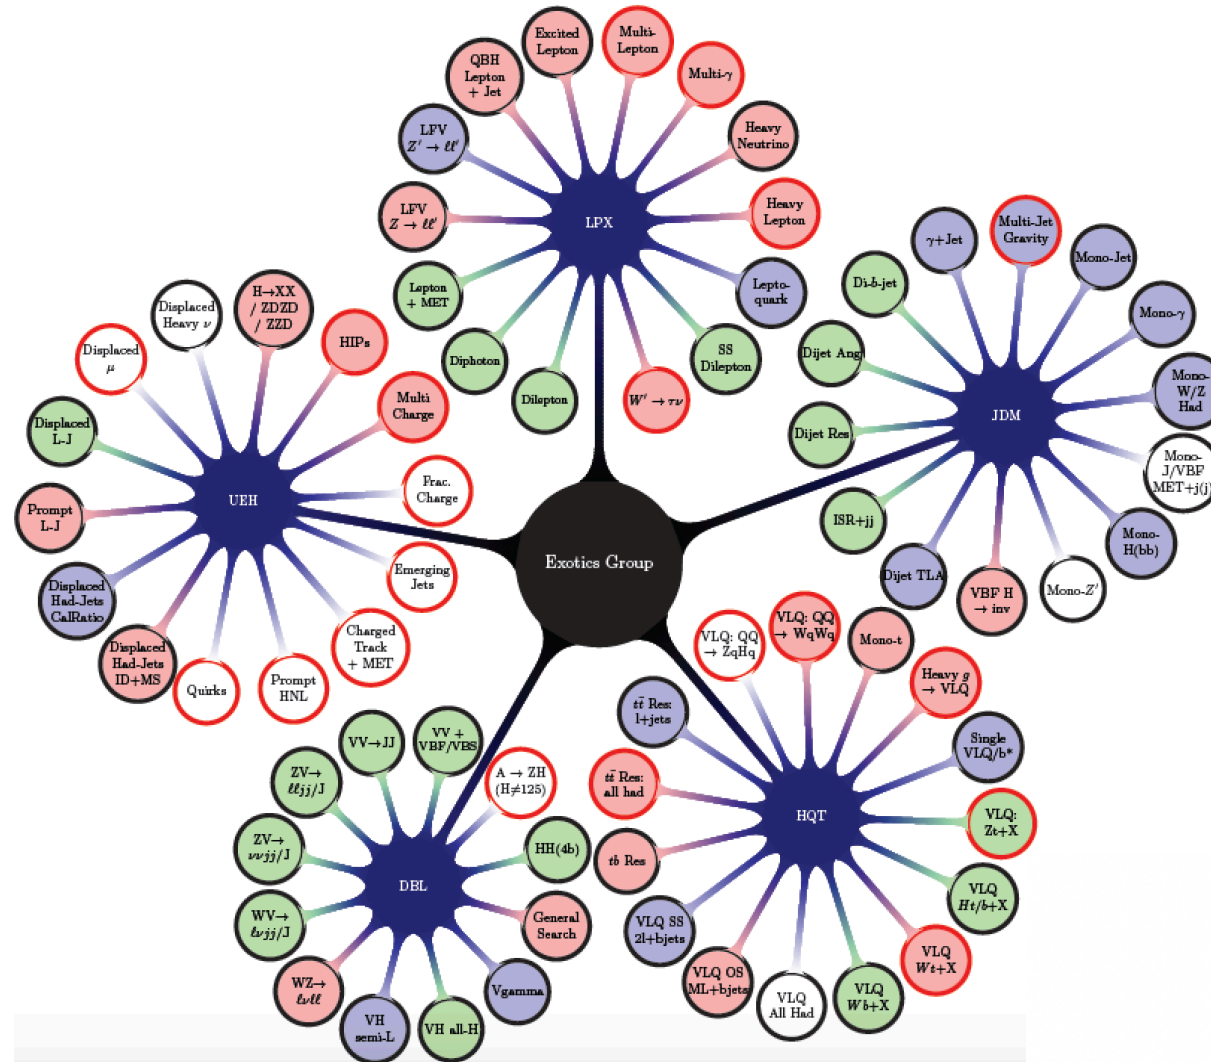 Exotics Group
LPX
Excited
Lepton
Multi-
Lepton
Multi-γ
Heavy
Neutrino
Heavy
Lepton
Lepto-
quark
SS
Dilepton
W′ → τν
Dilepton
Diphoton
Lepton
+ MET
LFV
Z → ℓℓ′
LFV
Z′ → ℓℓ′
QBH
Lepton
+ Jet
JDM
Multi-Jet
Gravity
Mono-Jet
Mono-γ
Mono-
W/Z
Had
Mono-
J/VBF
MET+j(j)
Mono-
H(bb)
Mono-Z′
VBF H
→ inv
Dijet TLA
ISR+jj
Dijet Res
Dijet Ang
Di-b-jet
γ+Jet
HQT
VLQ: QQ
→ ZqHq
VLQ: QQ
→ WqWq
Mono-t
Heavy g
→ VLQ
Single
VLQ/b*
VLQ:
Zt+X
VLQ
Ht/b+X
VLQ
Wt+X
VLQ
Wb+X
VLQ
All Had
VLQ OS
ML+bjets
VLQ SS
2l+bjets
tb Res
tt̄ Res:
all had
tt̄ Res:
l+jets
DBL
VV→JJ
VV +
VBF/VBS
A → ZH
(H≠125)
HH(4b)
General
Search
Vgamma
VH all-H
VH
semi-L
WZ→
ℓνℓℓ
WV→
ℓνjj/J
ZV→
ννjj/J
ZV→
ℓℓjj/J
UEH
Displaced
Heavy ν
H→XX
/ ZDZD
/ ZZD
HIPs
Multi
Charge
Frac.
Charge
Emerging
Jets
Charged
Track
+ MET
Prompt
HNL
Quirks
Displaced
Had-Jets
ID+MS
Displaced
Had-Jets
CalRatio
Prompt
L-J
Displaced
L-J
Displaced
μ